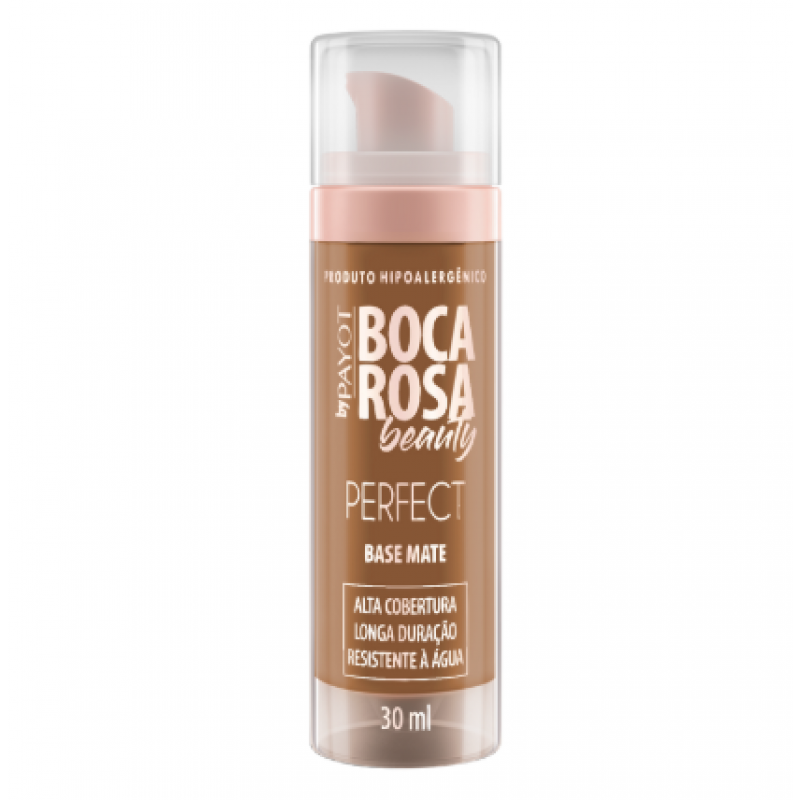 PRODUTO HIPOALERGÊNICO
by PAYOT
BOCA
ROSA
beauty
PERFECT
BASE MATE
ALTA COBERTURA
LONGA DURAÇÃO
RESISTENTE À ÁGUA
30 ml